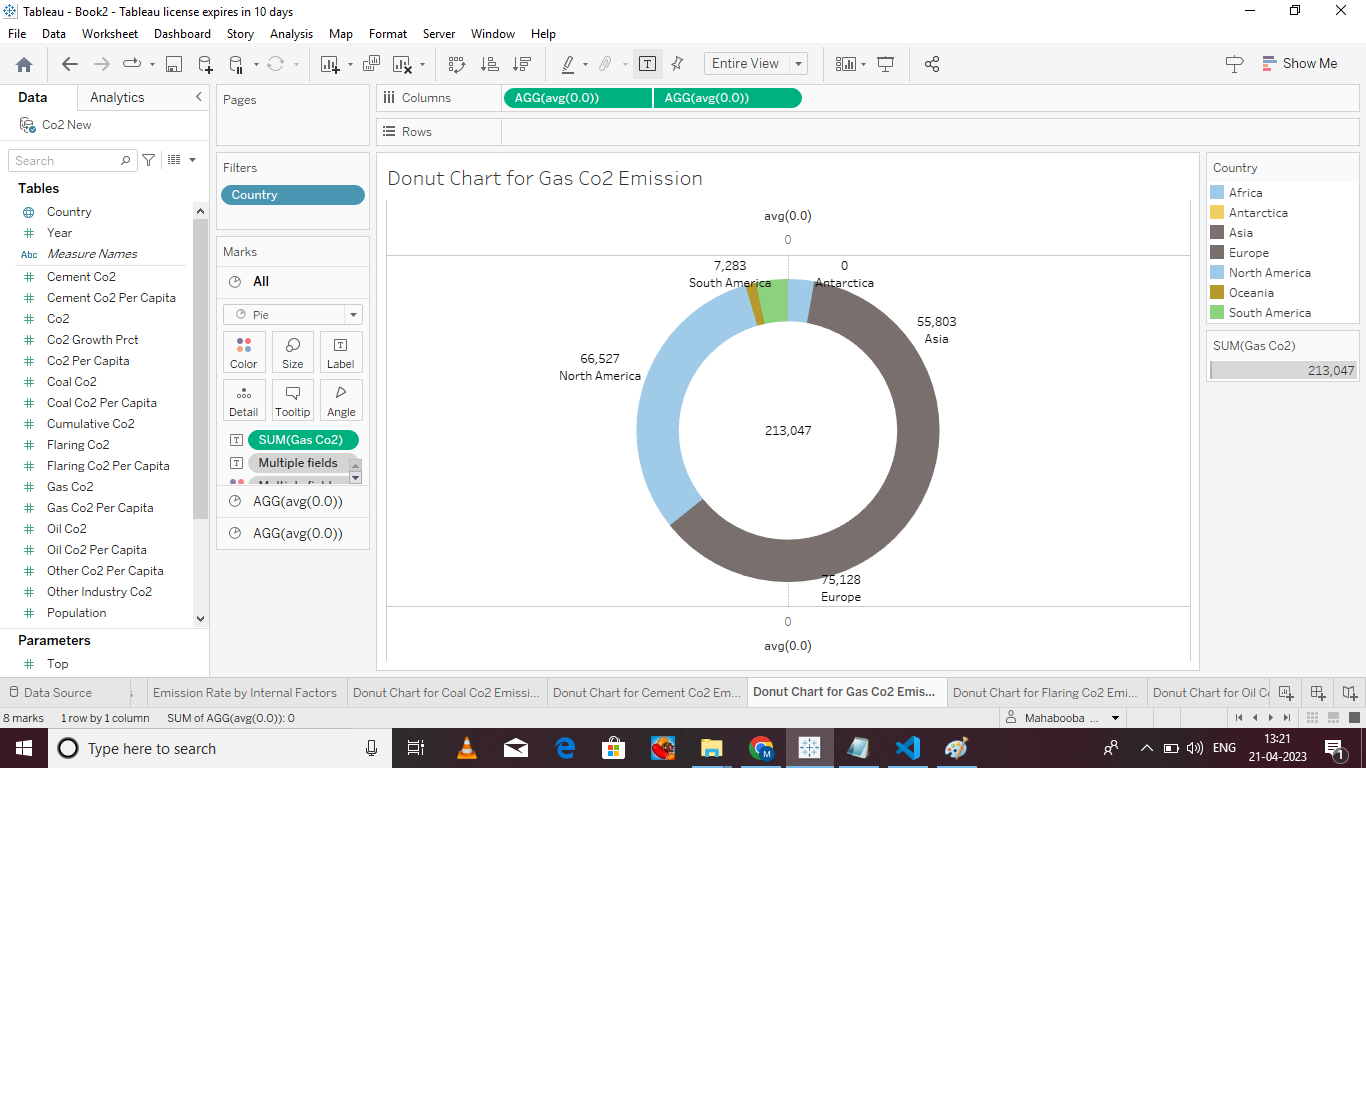 Tableau - Book2 - Tableau license expires in 10 days
File Data Worksheet Dashboard Story Analysis Map Format Server Window Help
Entire View
Show Me
Data Analytics
Co2 New
Search
Tables
Country
Year
Abc Measure Names
Cement Co2
Cement Co2 Per Capita
Co2
Co2 Growth Prct
Co2 Per Capita
Coal Co2
Coal Co2 Per Capita
Cumulative Co2
Flaring Co2
Flaring Co2 Per Capita
Gas Co2
Gas Co2 Per Capita
Oil Co2
Oil Co2 Per Capita
Other Co2 Per Capita
Other Industry Co2
Population
Parameters
Top
Pages
Filters
Country
Marks
All
Pie
Color Size Label
Detail Tooltip Angle
SUM(Gas Co2)
Multiple fields
AGG(avg(0.0))
AGG(avg(0.0))
Columns AGG(avg(0.0)) AGG(avg(0.0))
Rows
Donut Chart for Gas Co2 Emission
avg(0.0)
0
7,283
South America
0
Antarctica
55,803
Asia
66,527
North America
213,047
75,128
Europe
0
avg(0.0)
Country
Africa
Antarctica
Asia
Europe
North America
Oceania
South America
SUM(Gas Co2)
213,047
Data Source Emission Rate by Internal Factors Donut Chart for Coal Co2 Emissi... Donut Chart for Cement Co2 Em... Donut Chart for Gas Co2 Emis... Donut Chart for Flaring Co2 Emi... Donut Chart for Oil Co
8 marks 1 row by 1 column SUM of AGG(avg(0.0)): 0 Mahabooba ...
Type here to search
M
ENG
13:21
21-04-2023
1